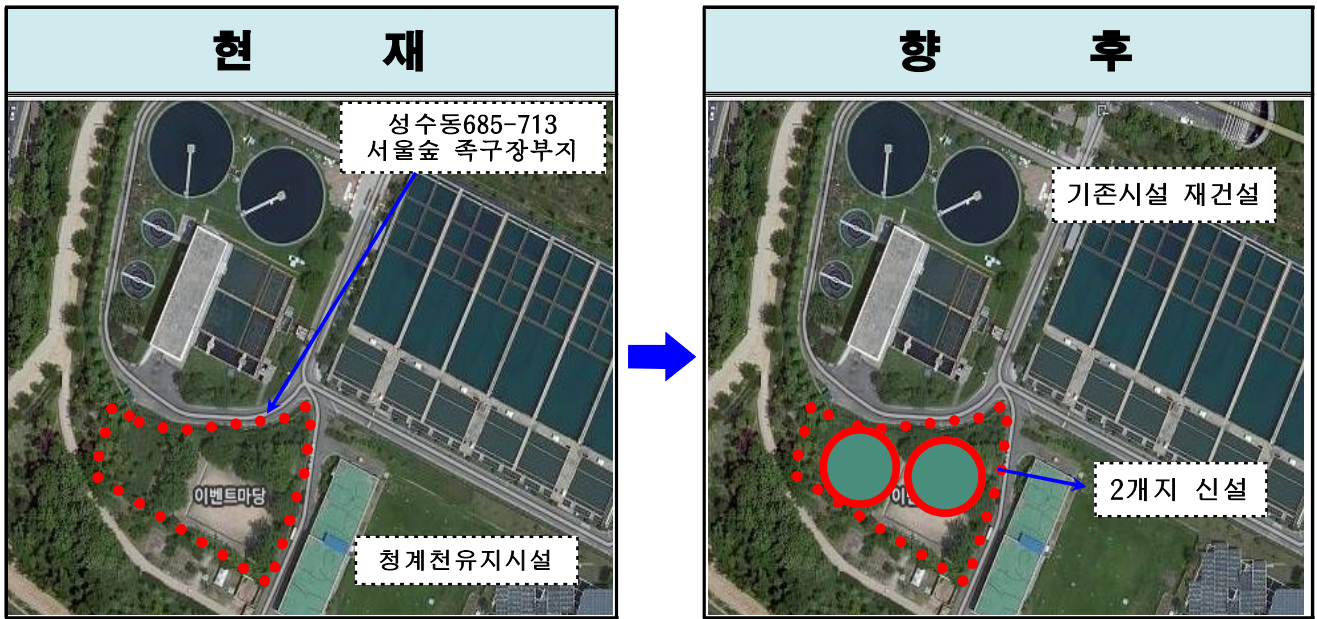 현 재
성수동685-713
서울숲 족구장부지
이벤트마당
청계천유지시설
향 후
기존시설 재건설
이벤
2개지 신설